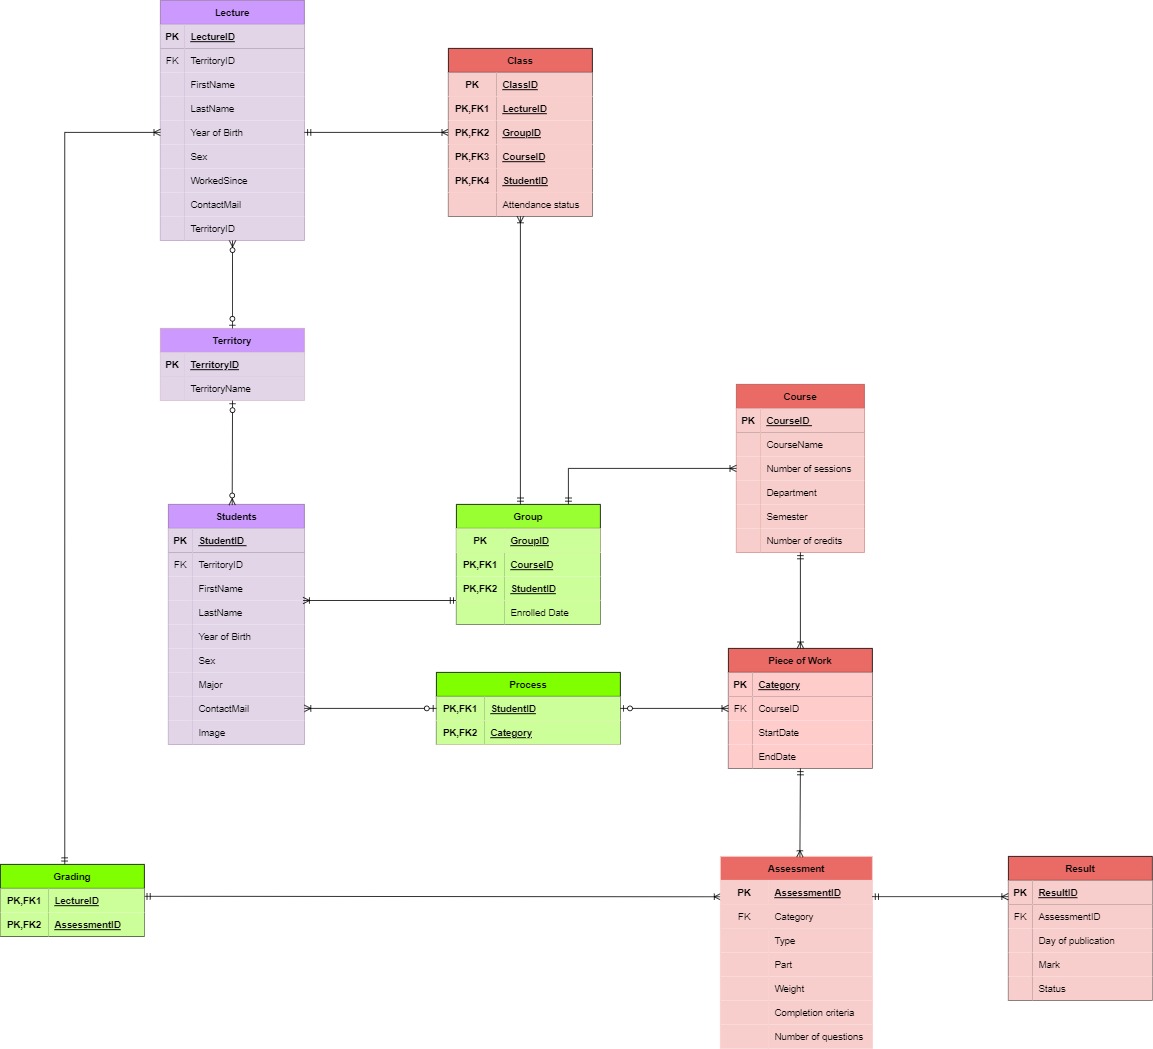 Lecture
PK LectureID
FK TerritoryID
FirstName
LastName
Year of Birth
Sex
WorkedSince
ContactMail
TerritoryID
Class
PK ClassID
PK,FK1 LectureID
PK,FK2 GroupID
PK,FK3 CourseID
PK,FK4 StudentID
Attendance status
Territory
PK TerritoryID
TerritoryName
Course
PK CourseID
CourseName
Number of sessions
Department
Semester
Number of credits
Students
PK StudentID
FK TerritoryID
FirstName
LastName
Year of Birth
Sex
Major
ContactMail
Image
Group
PK GroupID
PK,FK1 CourseID
PK,FK2 StudentID
Enrolled Date
Process
PK,FK1 StudentID
PK,FK2 Category
Piece of Work
PK Category
FK CourseID
StartDate
EndDate
Grading
PK,FK1 LectureID
PK,FK2 AssessmentID
Assessment
PK AssessmentID
FK Category
Type
Part
Weight
Completion criteria
Number of questions
Result
PK ResultID
FK AssessmentID
Day of publication
Mark
Status